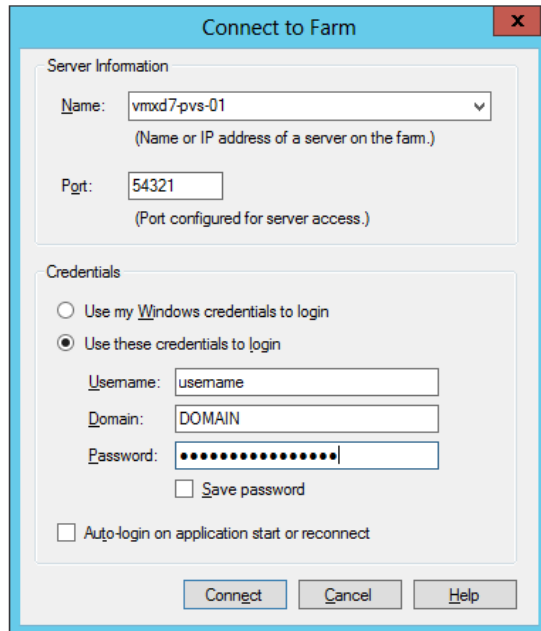 Connect to Farm
x
Server Information
Name: vmxd7-pvs-01
(Name or IP address of a server on the farm.)
Port: 54321
(Port configured for server access.)
Credentials
Use my Windows credentials to login
Use these credentials to login
Username: username
Domain: DOMAIN
Password: ●●●●●●●●●●●●●●●●
Save password
Auto-login on application start or reconnect
Connect Cancel Help